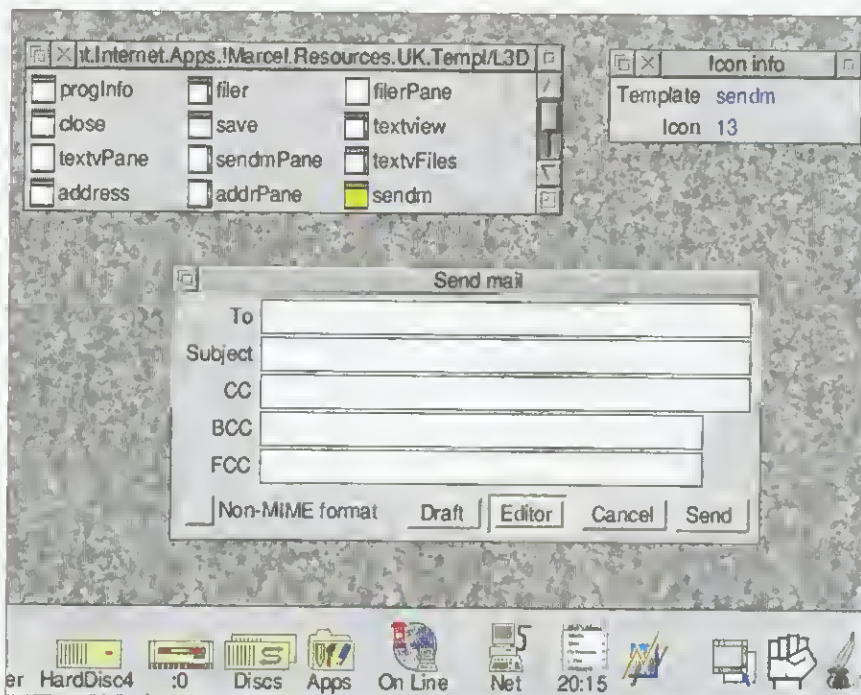 it.Internet.Apps.!Marcel.Resources.UK.Templ/L3D
progInfo filer filerPane
close save textview
textvPane sendmPane textvFiles
address addrPane sendm
Icon info
Template sendm
Icon 13
Send mail
To
Subject
CC
BCC
FCC
Non-MIME format Draft Editor Cancel Send
er HardDisc4 :0 Discs Apps On Line Net 20:15